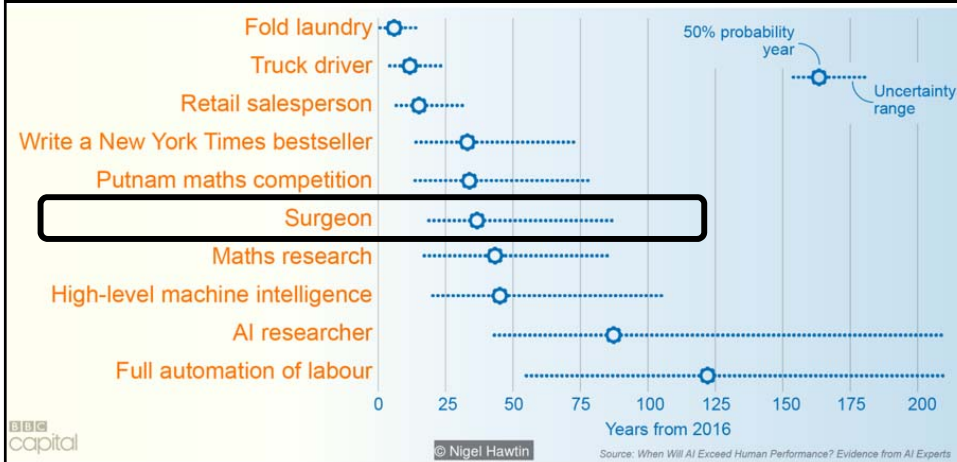 Fold laundry
Truck driver
Retail salesperson
Write a New York Times bestseller
Putnam maths competition
Surgeon
Maths research
High-level machine intelligence
AI researcher
Full automation of labour
50% probability
year
Uncertainty
range
0 25 50 75 100 125 150 175 200
Years from 2016
BBC
capital
© Nigel Hawtin
Source: When Will AI Exceed Human Performance? Evidence from AI Experts